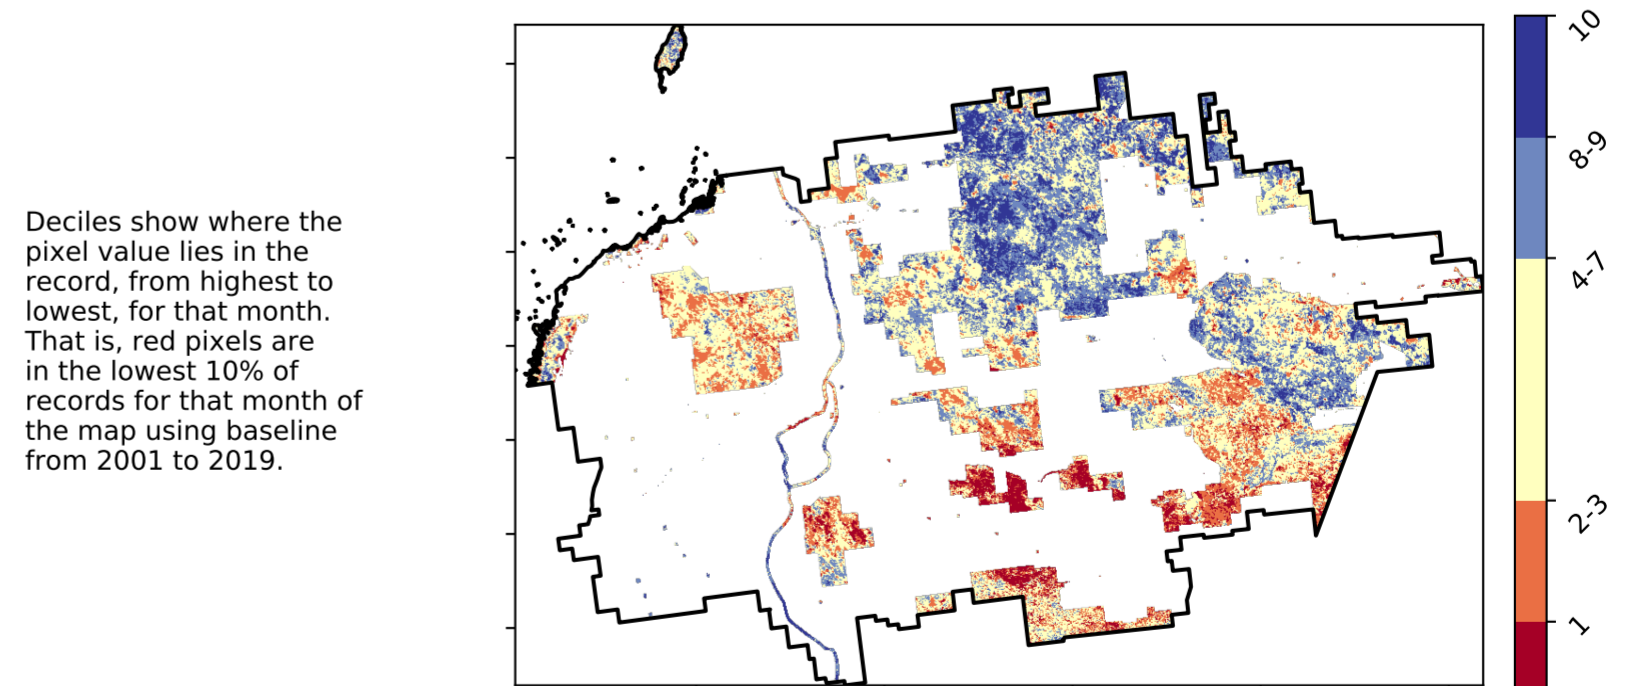 Deciles show where the
pixel value lies in the
record, from highest to
lowest, for that month.
That is, red pixels are
in the lowest 10% of
records for that month of
the map using baseline
from 2001 to 2019.
10
8-9
4-7
2-3
1